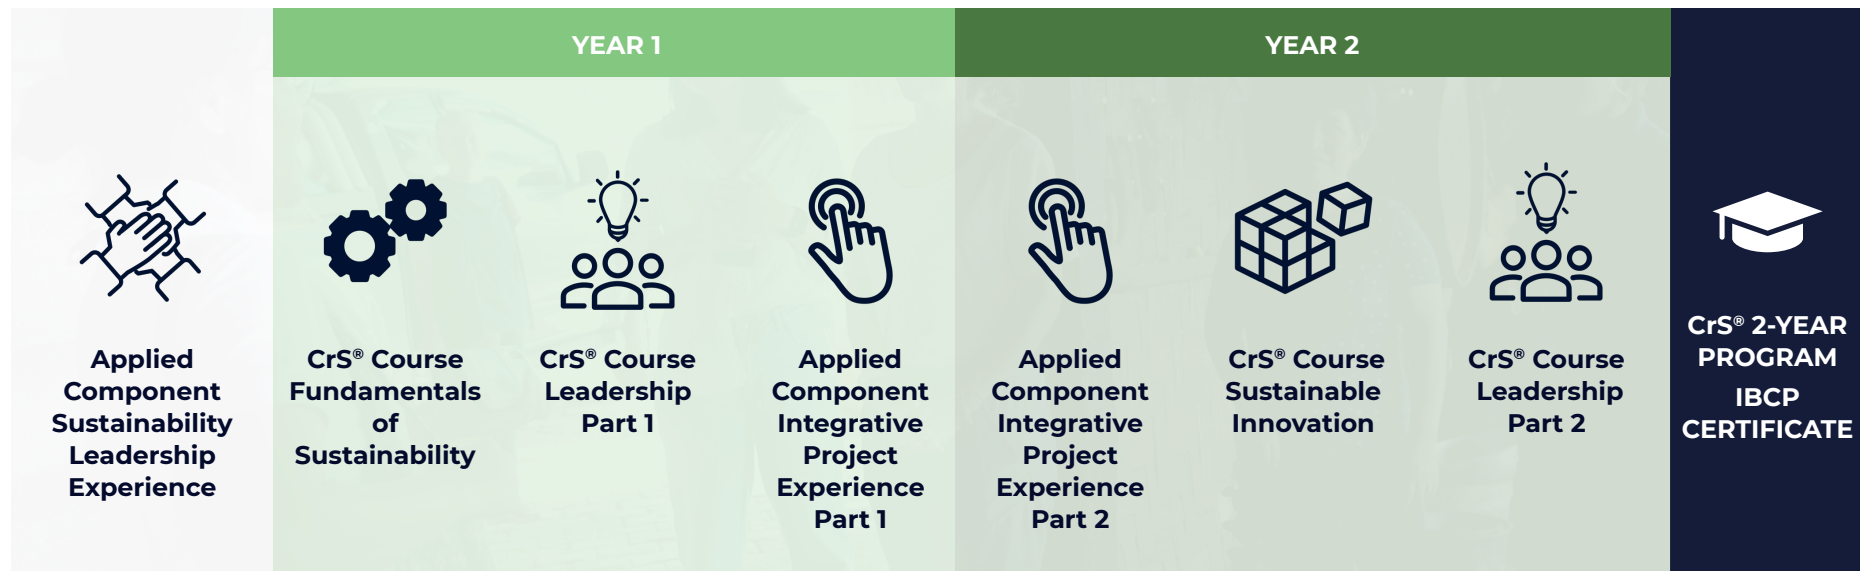 YEAR 1
YEAR 2
Applied
Component
Sustainability
Leadership
Experience
CrS® Course
Fundamentals
of
Sustainability
CrS® Course
Leadership
Part 1
Applied
Component
Integrative
Project
Experience
Part 1
Applied
Component
Integrative
Project
Experience
Part 2
CrS® Course
Sustainable
Innovation
CrS® Course
Leadership
Part 2
CrS® 2-YEAR
PROGRAM
IBCP
CERTIFICATE